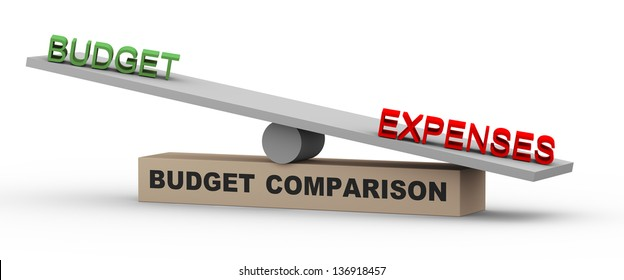 BUDGET
EXPENSES
BUDGET COMPARISON
shutterstock.com · 136918457